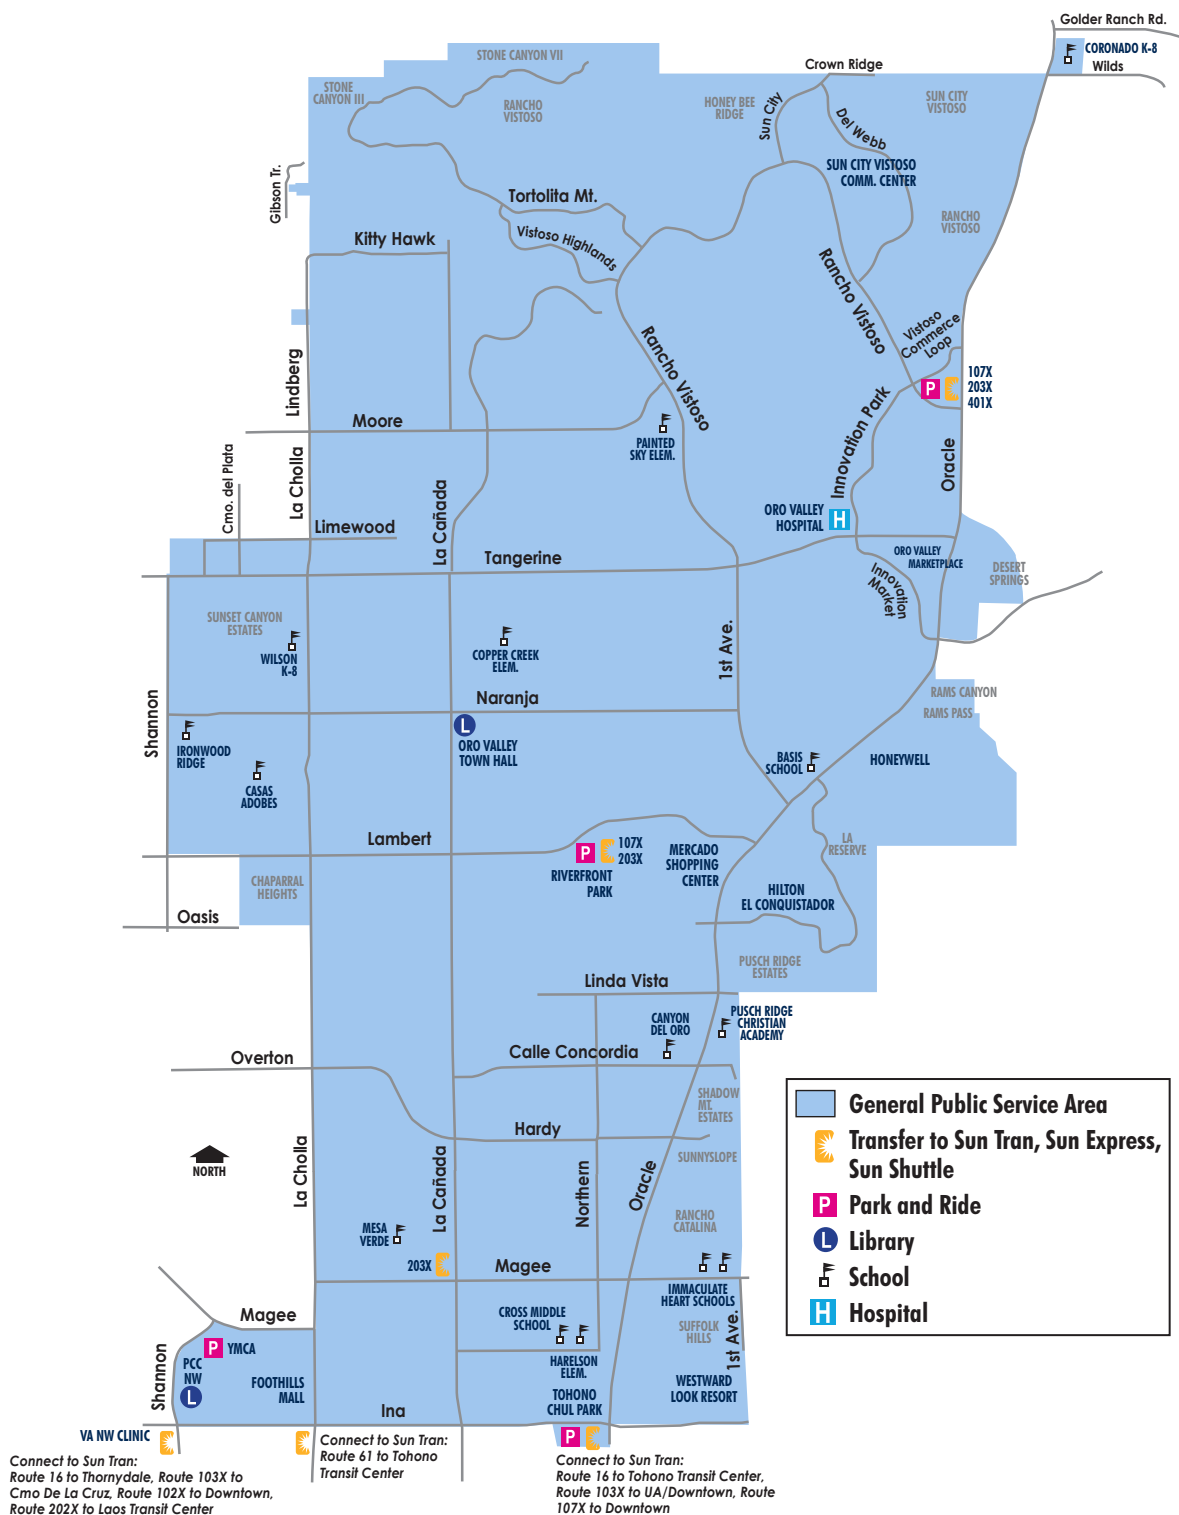 Golder Ranch Rd.
CORONADO K-8
Wilds
STONE CANYON VII
Crown Ridge
STONE
CANYON III
RANCHO
VISTOSO
HONEY BEE
RIDGE
Sun City
Del Webb
SUN CITY
VISTOSO
SUN CITY VISTOSO
COMM. CENTER
Gibson Tr.
Tortolita Mt.
Vistoso Highlands
RANCHO
VISTOSO
Kitty Hawk
Rancho Vistoso
Vistoso
Commerce
Loop
Lindberg
Rancho Vistoso
P
107X
203X
401X
Innovation Park
Moore
PAINTED
SKY ELEM.
Oracle
Cmo. del Plata
La Cholla
La Cañada
Limewood
ORO VALLEY
HOSPITAL
H
Tangerine
ORO VALLEY
MARKETPLACE
DESERT
SPRINGS
Innovation
Market
SUNSET CANYON
ESTATES
WILSON
K-8
COPPER CREEK
ELEM.
1st Ave.
Naranja
RAMS CANYON
RAMS PASS
Shannon
L
IRONWOOD
RIDGE
ORO VALLEY
TOWN HALL
BASIS
SCHOOL
HONEYWELL
CASAS
ADOBES
Lambert
P
107X
203X
RIVERFRONT
PARK
MERCADO
SHOPPING
CENTER
LA
RESERVE
CHAPARRAL
HEIGHTS
HILTON
EL CONQUISTADOR
Oasis
PUSCH RIDGE
ESTATES
Linda Vista
CANYON
DEL ORO
PUSCH RIDGE
CHRISTIAN
ACADEMY
Overton
Calle Concordia
SHADOW
MT.
ESTATES
General Public Service Area
Transfer to Sun Tran, Sun Express,
Sun Shuttle
P
Park and Ride
L
Library
School
H
Hospital
Hardy
NORTH
La Cholla
La Cañada
Northern
Oracle
SUNNYSLOPE
RANCHO
CATALINA
MESA
VERDE
203X
Magee
IMMACULATE
HEART SCHOOLS
Magee
CROSS MIDDLE
SCHOOL
SUFFOLK
HILLS
1st Ave.
P
YMCA
Shannon
PCC
NW
L
FOOTHILLS
MALL
HARELSON
ELEM.
WESTWARD
LOOK RESORT
TOHONO
CHUL PARK
Ina
P
VA NW CLINIC
Connect to Sun Tran:
Route 16 to Thornydale, Route 103X to
Cmo De La Cruz, Route 102X to Downtown,
Route 202X to Laos Transit Center
Connect to Sun Tran:
Route 61 to Tohono
Transit Center
Connect to Sun Tran:
Route 16 to Tohono Transit Center,
Route 103X to UA/Downtown, Route
107X to Downtown